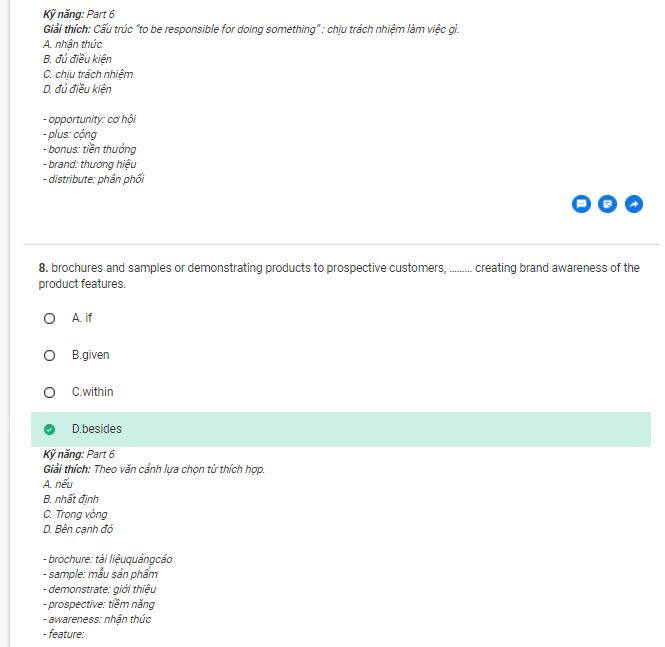 Kỹ năng: Part 6
Giải thích: Cấu trúc "to be responsible for doing something" : chịu trách nhiệm làm việc gì.
A. nhận thức
B. đủ điều kiện
C. chịu trách nhiệm
D. đủ điều kiện
- opportunity: cơ hội
- plus: cộng
- bonus: tiền thưởng
- brand: thương hiệu
- distribute: phân phối
8. brochures and samples or demonstrating products to prospective customers, ......... creating brand awareness of the
product features.
A. if
B.given
C.within
D.besides
Kỹ năng: Part 6
Giải thích: Theo văn cảnh lựa chọn từ thích hợp.
A. nếu
B. nhất định
C. Trong vòng
D. Bên cạnh đó
- brochure: tài liệuquảngcáo
- sample: mẫu sản phẩm
- demonstrate: giới thiệu
- prospective: tiềm năng
- awareness: nhận thức
- feature: